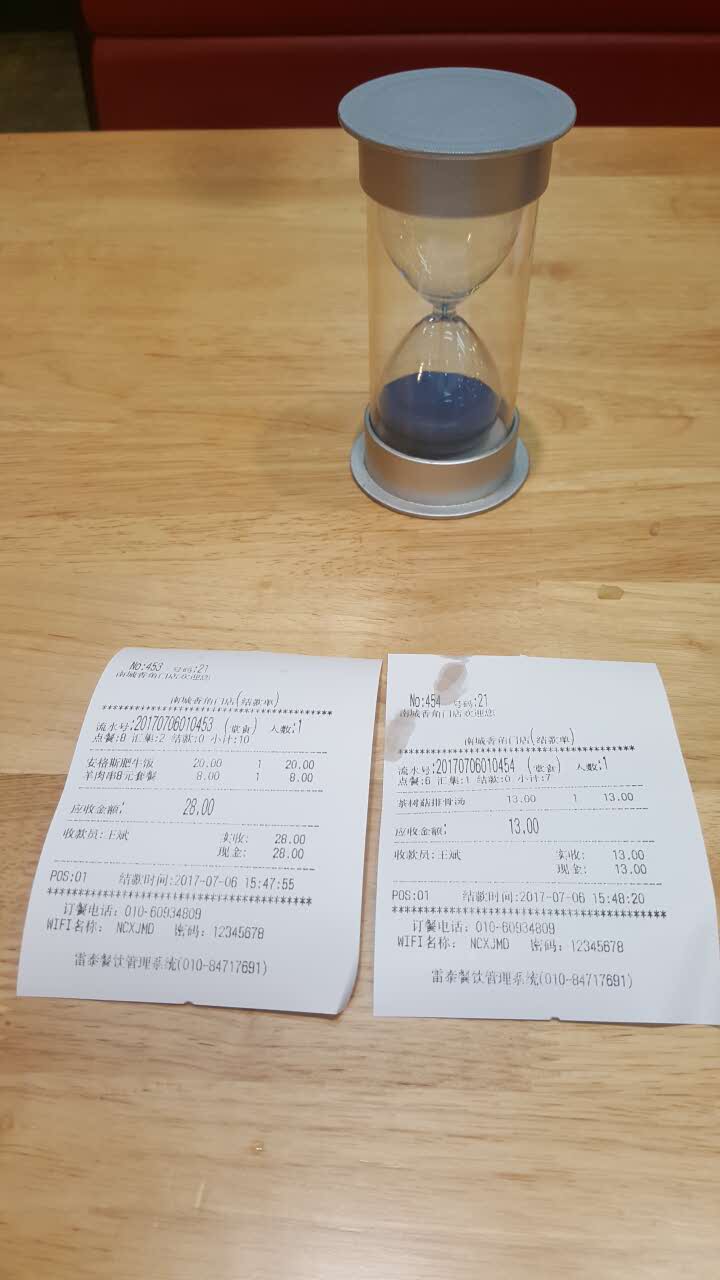 No:453 号码:21
南城香角门店欢迎您
南城香角门店(结款单)
*****************************************
流水号:20170706010453 (堂食) 人数:1
点餐:8 汇集:2 结款:0 小计:10
安格斯肥牛饭 20.00 1 20.00
羊肉串8元套餐 8.00 1 8.00
应收金额: 28.00
收款员:王斌 实收: 28.00
现金: 28.00
POS:01 结款时间:2017-07-06 15:47:55
*****************************************
订餐电话:010-60934809
WIFI名称: NCXJMD 密码:12345678
雷泰餐饮管理系统(010-84717691)
No:454 号码:21
南城香角门店欢迎您
南城香角门店(结款单)
*****************************************
流水号:20170706010454 (堂食) 人数:1
点餐:6 汇集:1 结款:0 小计:7
茶树菇排骨汤 13.00 1 13.00
应收金额: 13.00
收款员:王斌 实收: 13.00
现金: 13.00
POS:01 结款时间:2017-07-06 15:48:20
*****************************************
订餐电话:010-60934809
WIFI名称: NCXJMD 密码:12345678
雷泰餐饮管理系统(010-84717691)